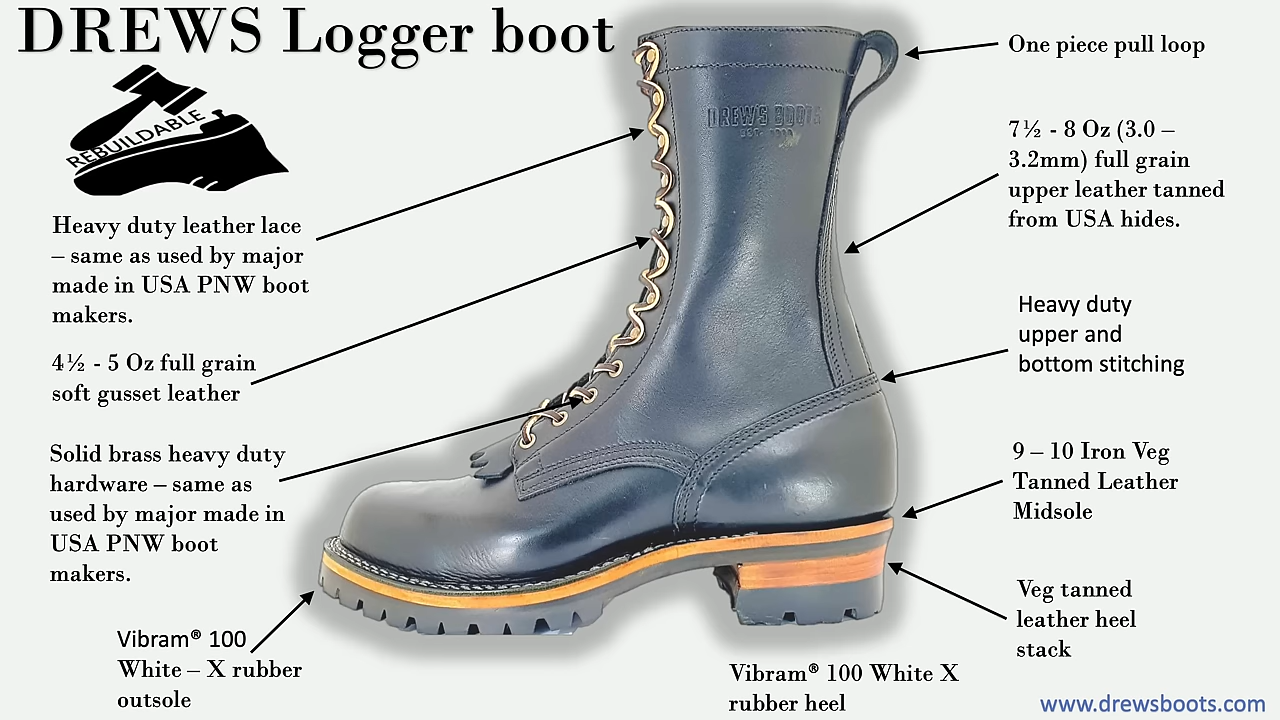 DREWS Logger boot
REBUILDABLE
Heavy duty leather lace
– same as used by major
made in USA PNW boot
makers.
4½ - 5 Oz full grain
soft gusset leather
Solid brass heavy duty
hardware – same as
used by major made in
USA PNW boot
makers.
Vibram® 100
White – X rubber
outsole
DREW'S BOOTS
One piece pull loop
7½ - 8 Oz (3.0 –
3.2mm) full grain
upper leather tanned
from USA hides.
Heavy duty
upper and
bottom stitching
9 – 10 Iron Veg
Tanned Leather
Midsole
Veg tanned
leather heel
stack
Vibram® 100 White X
rubber heel
www.drewsboots.com